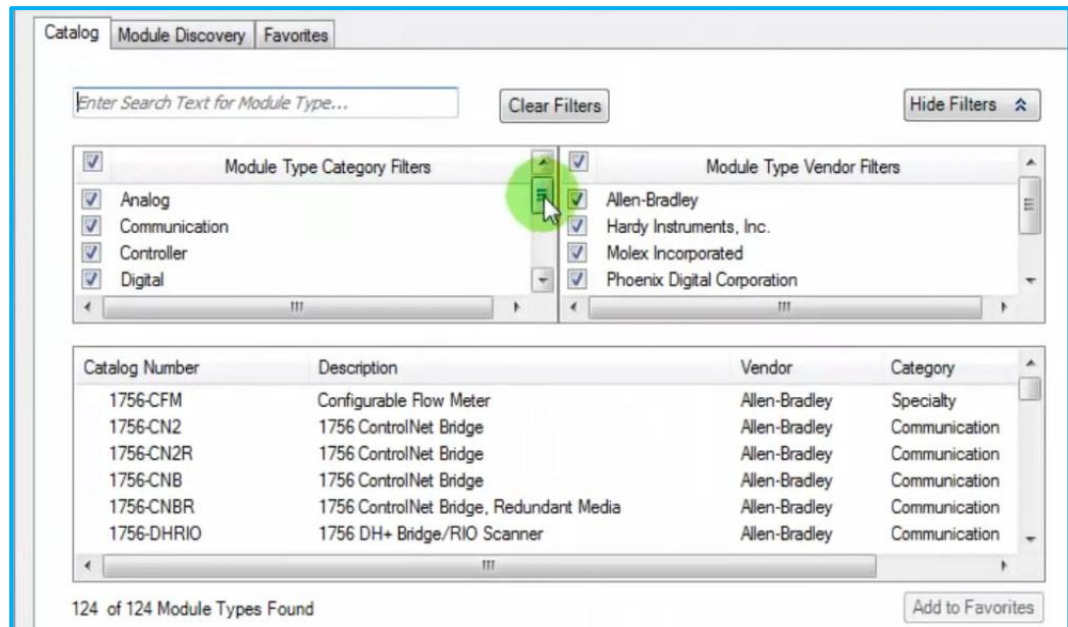 Catalog Module Discovery Favorites
Enter Search Text for Module Type...
Clear Filters
Hide Filters
Module Type Category Filters
Analog
Communication
Controller
Digital
Module Type Vendor Filters
Allen-Bradley
Hardy Instruments, Inc.
Molex Incorporated
Phoenix Digital Corporation
Catalog Number Description Vendor Category
1756-CFM Configurable Flow Meter Allen-Bradley Specialty
1756-CN2 1756 ControlNet Bridge Allen-Bradley Communication
1756-CN2R 1756 ControlNet Bridge Allen-Bradley Communication
1756-CNB 1756 ControlNet Bridge Allen-Bradley Communication
1756-CNBR 1756 ControlNet Bridge, Redundant Media Allen-Bradley Communication
1756-DHRIO 1756 DH+ Bridge/RIO Scanner Allen-Bradley Communication
124 of 124 Module Types Found
Add to Favorites